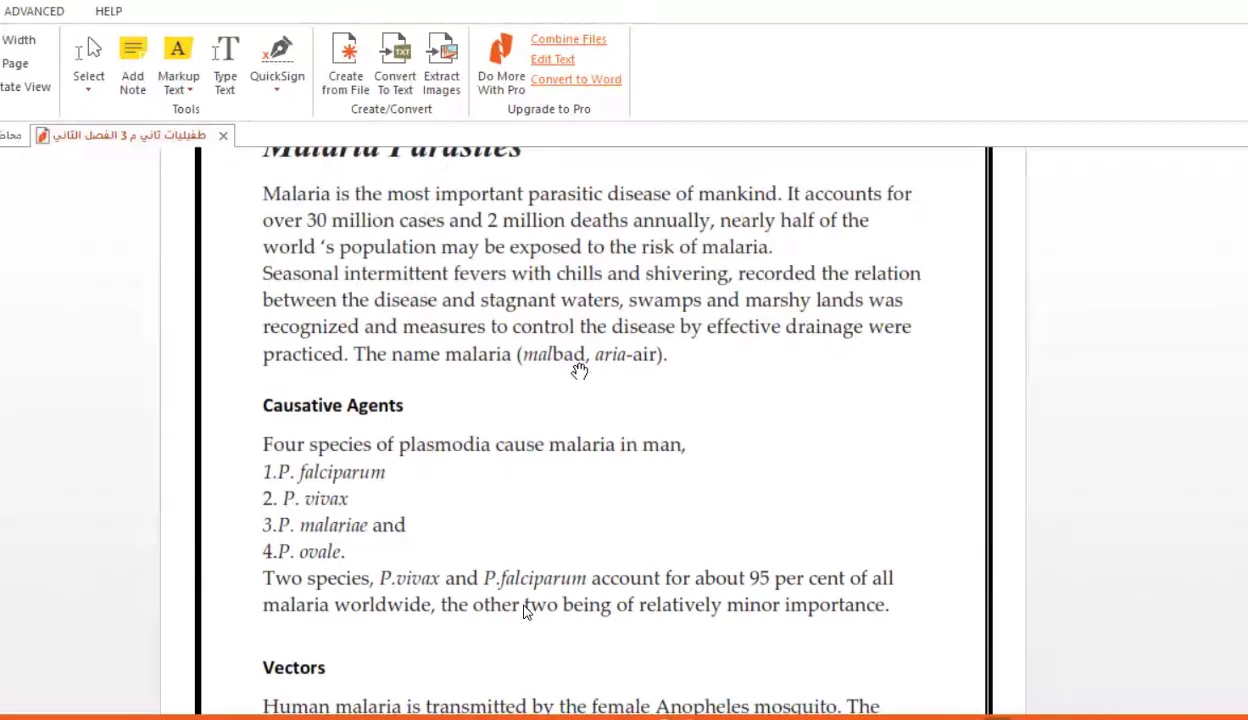 ADVANCED HELP
Width
Page
tate View
Select
Add Note
Markup Text
Type Text
QuickSign
Tools
Create from File
Convert To Text
Extract Images
Create/Convert
Do More With Pro
Combine Files
Edit Text
Convert to Word
Upgrade to Pro
طفيليات ثاني م 3 الفصل الثاني
Malaria Parasites
Malaria is the most important parasitic disease of mankind. It accounts for
over 30 million cases and 2 million deaths annually, nearly half of the
world ‘s population may be exposed to the risk of malaria.
Seasonal intermittent fevers with chills and shivering, recorded the relation
between the disease and stagnant waters, swamps and marshy lands was
recognized and measures to control the disease by effective drainage were
practiced. The name malaria (malbad, aria-air).
Causative Agents
Four species of plasmodia cause malaria in man,
1.P. falciparum
2. P. vivax
3.P. malariae and
4.P. ovale.
Two species, P.vivax and P.falciparum account for about 95 per cent of all
malaria worldwide, the other two being of relatively minor importance.
Vectors
Human malaria is transmitted by the female Anopheles mosquito. The